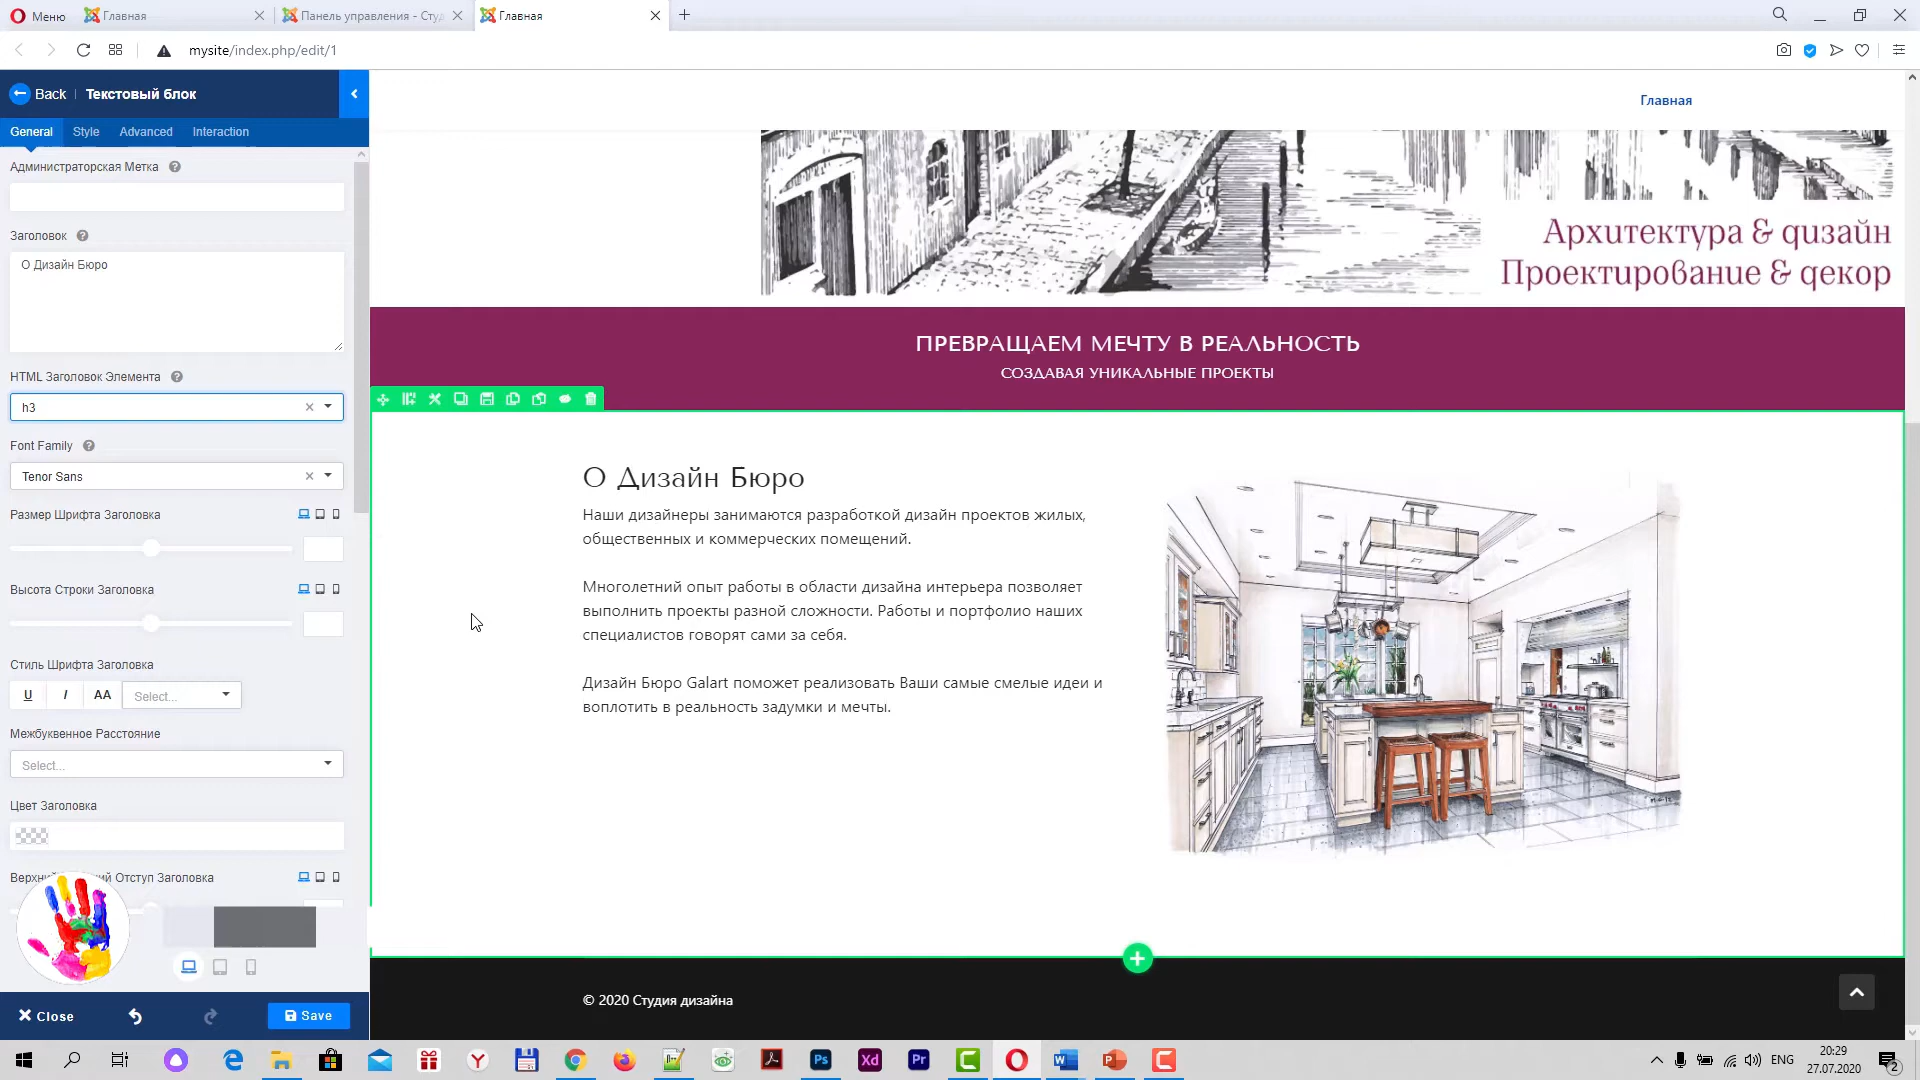 Меню
Главная
Панель управления - Сту
Главная
mysite/index.php/edit/1
Back
Текстовый блок
General
Style
Advanced
Interaction
Администраторская Метка
Заголовок
О Дизайн Бюро
HTML Заголовок Элемента
h3
Font Family
Tenor Sans
Размер Шрифта Заголовка
Высота Строки Заголовка
Стиль Шрифта Заголовка
U
I
AA
Select...
Межбуквенное Расстояние
Select...
Цвет Заголовка
Верхний Отступ Заголовка
Close
Save
Главная
Архитектура & дизайн
Проектирование & декор
ПРЕВРАЩАЕМ МЕЧТУ В РЕАЛЬНОСТЬ
СОЗДАВАЯ УНИКАЛЬНЫЕ ПРОЕКТЫ
О Дизайн Бюро
Наши дизайнеры занимаются разработкой дизайн проектов жилых,
общественных и коммерческих помещений.
Многолетний опыт работы в области дизайна интерьера позволяет
выполнить проекты разной сложности. Работы и портфолио наших
специалистов говорят сами за себя.
Дизайн Бюро Galart поможет реализовать Ваши самые смелые идеи и
воплотить в реальность задумки и мечты.
© 2020 Студия дизайна
Ps
Xd
Pr
ENG
20:29
27.07.2020
2